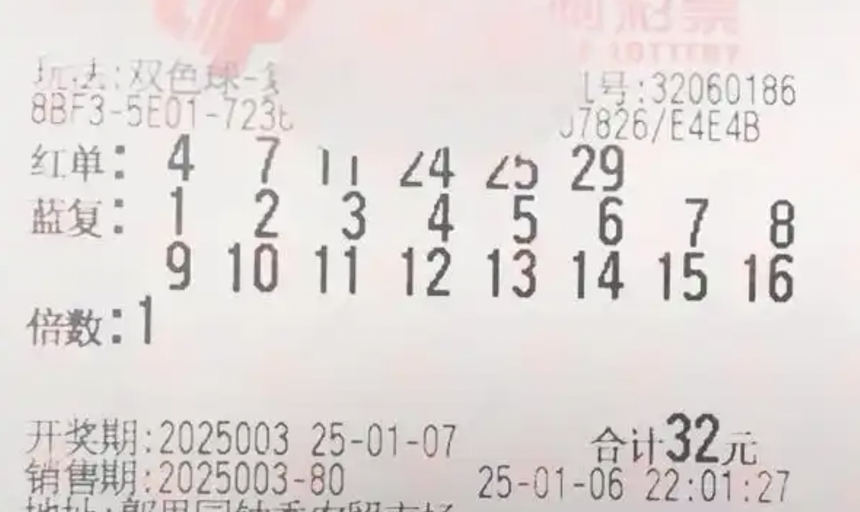 彩票
LOTTERY
玩法:双色球-
号:32060186
8BF3-5E01-723
07826/E4E4B
红单: 4 7 11 24 25 29
蓝复: 1 2 3 4 5 6 7 8
9 10 11 12 13 14 15 16
倍数:1
开奖期:2025003 25-01-07 合计32元
销售期:2025003-80 25-01-06 22:01:27
地址: